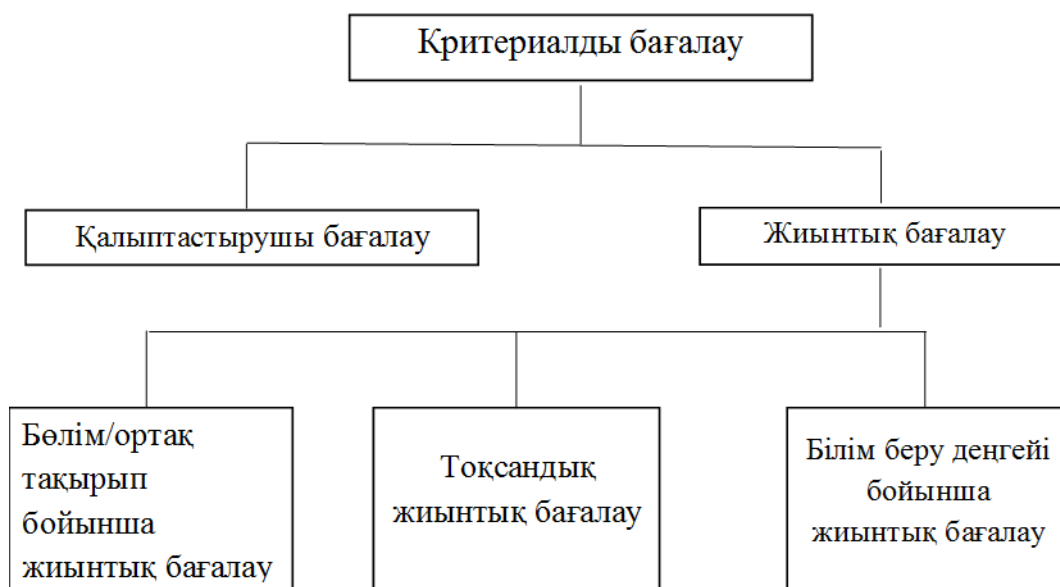 Критериалды бағалау
Қалыптастырушы бағалау
Жиынтық бағалау
Бөлім/ортақ
тақырып
бойынша
жиынтық бағалау
Тоқсандық
жиынтық бағалау
Білім беру деңгейі
бойынша
жиынтық бағалау